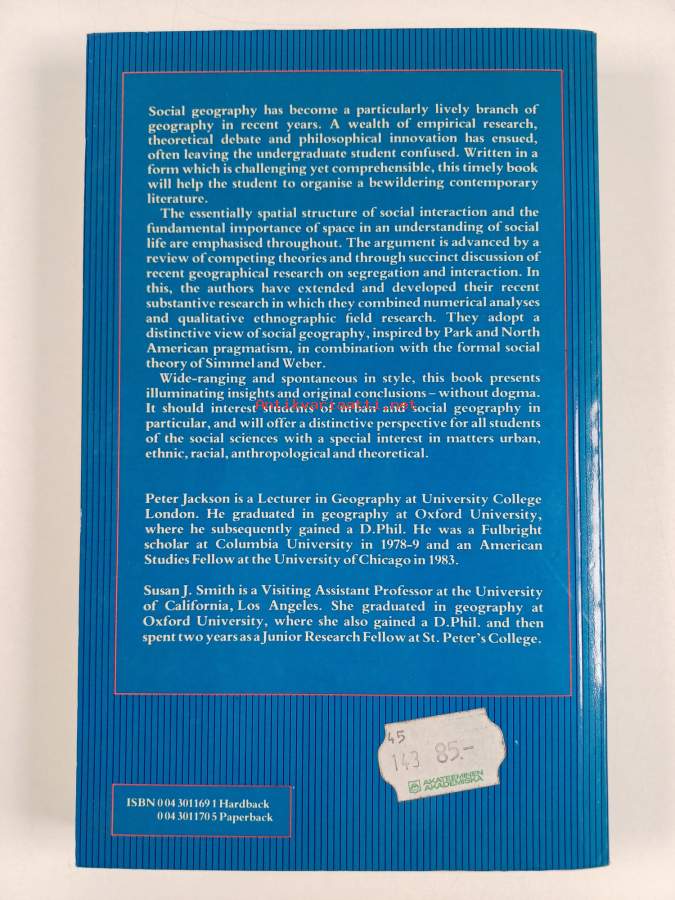 Social geography has become a particularly lively branch of
geography in recent years. A wealth of empirical research,
theoretical debate and philosophical innovation has ensued,
often leaving the undergraduate student confused. Written in a
form which is challenging yet comprehensible, this timely book
will help the student to organise a bewildering contemporary
literature.
The essentially spatial structure of social interaction and the
fundamental importance of space in an understanding of social
life are emphasised throughout. The argument is advanced by a
review of competing theories and through succinct discussion of
recent geographical research on segregation and interaction. In
this, the authors have extended and developed their recent
substantive research in which they combined numerical analyses
and qualitative ethnographic field research. They adopt a
distinctive view of social geography, inspired by Park and North
American pragmatism, in combination with the formal social
theory of Simmel and Weber.
Wide-ranging and spontaneous in style, this book presents
illuminating insights and original conclusions – without dogma.
It should interest students of urban and social geography in
Antikvariaatti.net
particular, and will offer a distinctive perspective for all students
of the social sciences with a special interest in matters urban,
ethnic, racial, anthropological and theoretical.
Peter Jackson is a Lecturer in Geography at University College
London. He graduated in geography at Oxford University,
where he subsequently gained a D.Phil. He was a Fulbright
scholar at Columbia University in 1978-9 and an American
Studies Fellow at the University of Chicago in 1983.
Susan J. Smith is a Visiting Assistant Professor at the University
of California, Los Angeles. She graduated in geography at
Oxford University, where she also gained a D.Phil. and then
spent two years as a Junior Research Fellow at St. Peter's College.
45
143 85.-
AKATEEMINEN
AKADEMISKA
ISBN 0 04 301169 1 Hardback
0 04 301170 5 Paperback